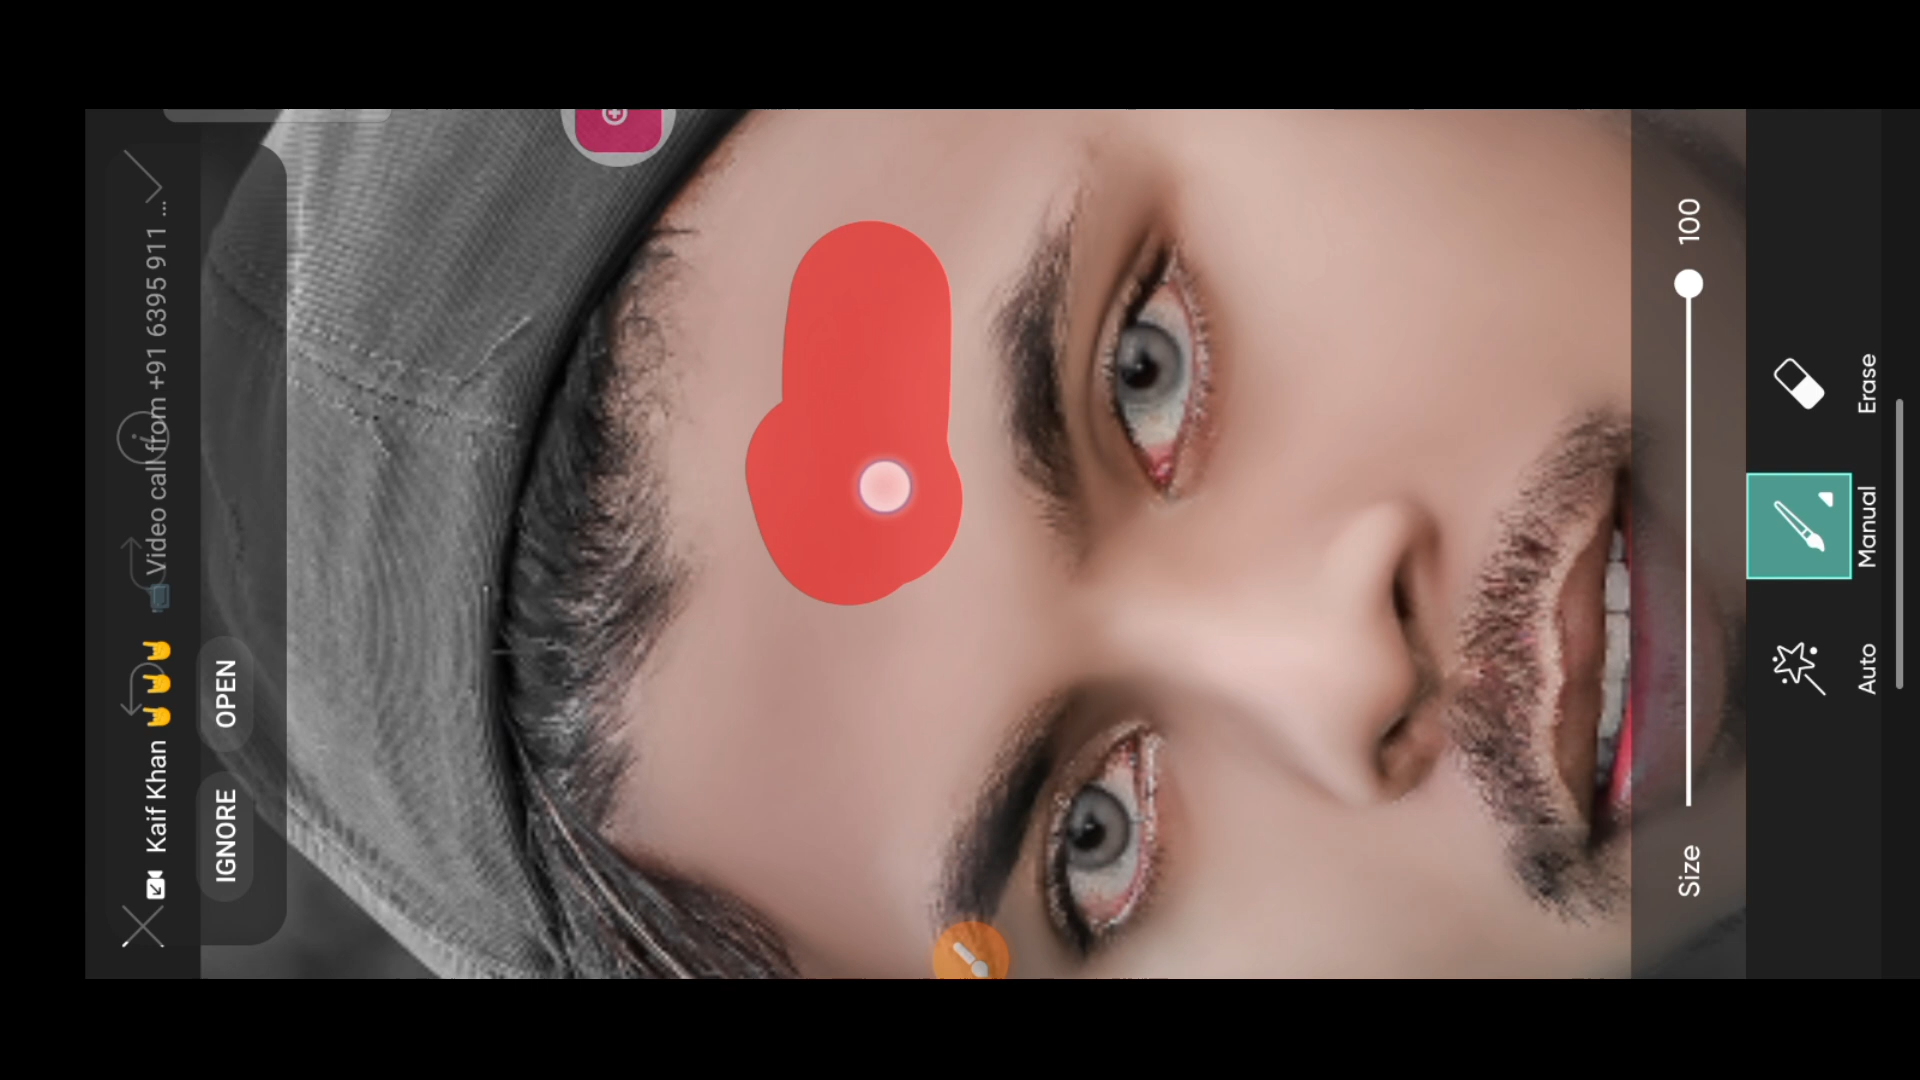 Kaif Khan 🤘🤘🤘
📹 Video call from +91 6395 911 ...
IGNORE
OPEN
Size
100
Auto
Manual
Erase